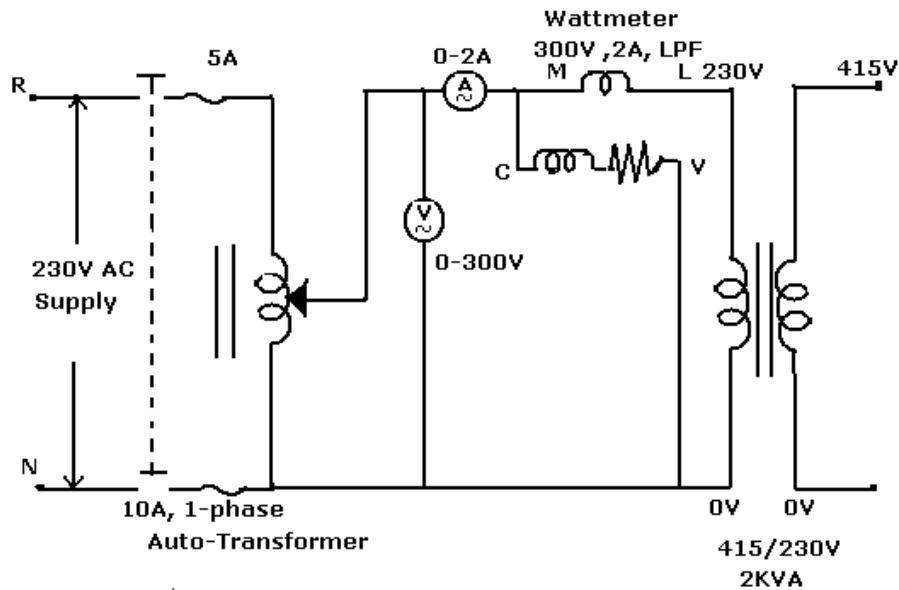 Wattmeter
300V ,2A, LPF
5A
0-2A
M
L 230V
415V
R
A
C
V
V
230V AC
Supply
0-300V
N
10A, 1-phase
Auto-Transformer
0V
0V
415/230V
2KVA